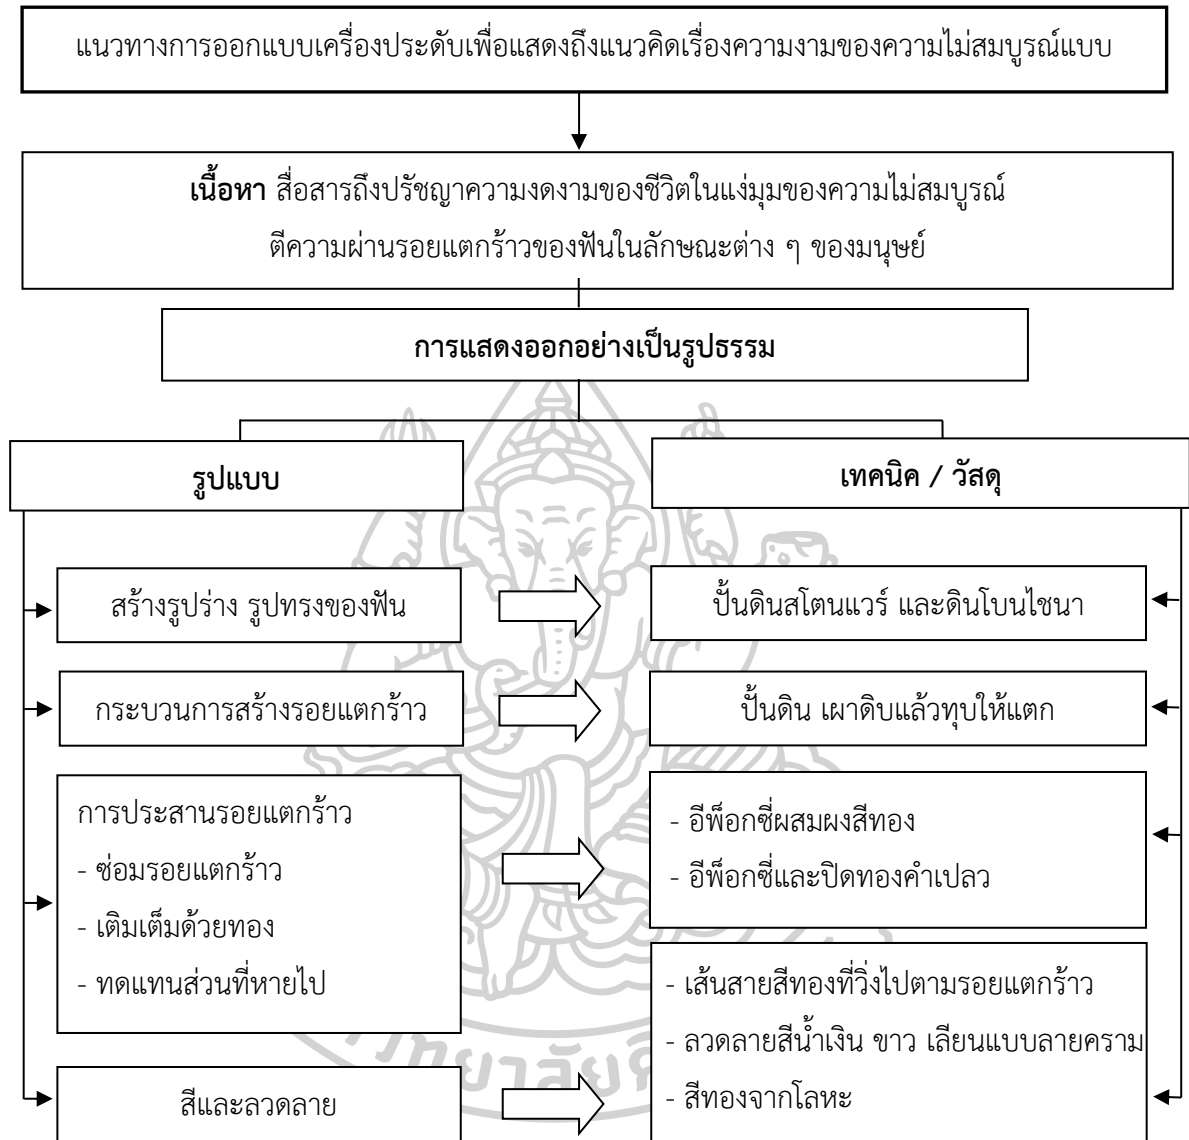 แนวทางการออกแบบเครื่องประดับเพื่อแสดงถึงแนวคิดเรื่องความงามของความไม่สมบูรณ์แบบ
เนื้อหา สื่อสารถึงปรัชญาความงดงามของชีวิตในแง่มุมของความไม่สมบูรณ์
ตีความผ่านรอยแตกร้าวของฟันในลักษณะต่าง ๆ ของมนุษย์
การแสดงออกอย่างเป็นรูปธรรม
รูปแบบ
เทคนิค / วัสดุ
สร้างรูปร่าง รูปทรงของฟัน
ปั้นดินสโตนแวร์ และดินโบนไชนา
กระบวนการสร้างรอยแตกร้าว
ปั้นดิน เผาดิบแล้วทุบให้แตก
การประสานรอยแตกร้าว
- ซ่อมรอยแตกร้าว
- เติมเต็มด้วยทอง
- ทดแทนส่วนที่หายไป
- อีพ็อกซี่ผสมผงสีทอง
- อีพ็อกซี่และปิดทองคำเปลว
สีและลวดลาย
- เส้นสายสีทองที่วิ่งไปตามรอยแตกร้าว
- ลวดลายสีน้ำเงิน ขาว เลียนแบบลายคราม
- สีทองจากโลหะ